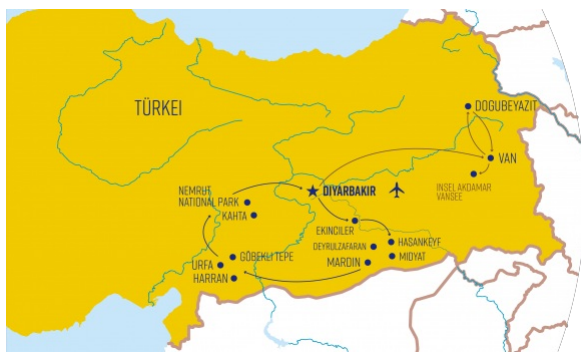 TÜRKEI
DOGUBEYAZIT
VAN
INSEL AKDAMAR
VANSEE
NEMRUT
NATIONAL PARK
DIYARBAKIR
KAHTA
EKINCILER
HASANKEYF
DEYRULZAFARAN
MIDYAT
GÖBEKLI TEPE
URFA
MARDIN
HARRAN